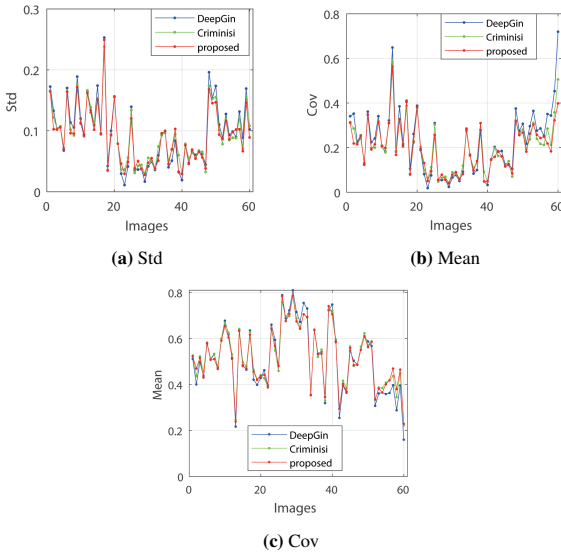 0.3
0.2
0.1
0
Std
0
20
40
60
Images
DeepGin
Criminisi
proposed
(a) Std
0.8
0.6
0.4
0.2
0
Cov
0
20
40
60
Images
DeepGin
Criminisi
proposed
(b) Mean
0.8
0.6
0.4
0.2
0
Mean
0
20
40
60
Images
DeepGin
Criminisi
proposed
(c) Cov